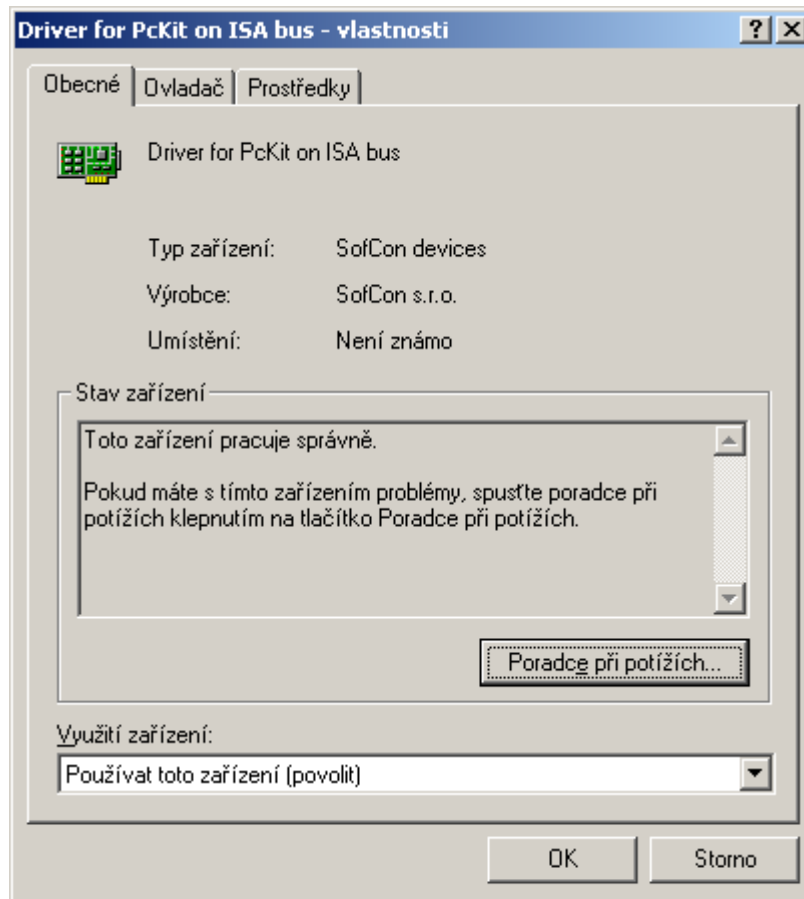 Driver for PcKit on ISA bus - vlastnosti
Obecné Ovladač Prostředky
Driver for PcKit on ISA bus
Typ zařízení: SofCon devices
Výrobce: SofCon s.r.o.
Umístění: Není známo
Stav zařízení
Toto zařízení pracuje správně.
Pokud máte s tímto zařízením problémy, spusťte poradce při
potížích klepnutím na tlačítko Poradce při potížích.
Poradce při potížích...
Využití zařízení:
Používat toto zařízení (povolit)
OK Storno